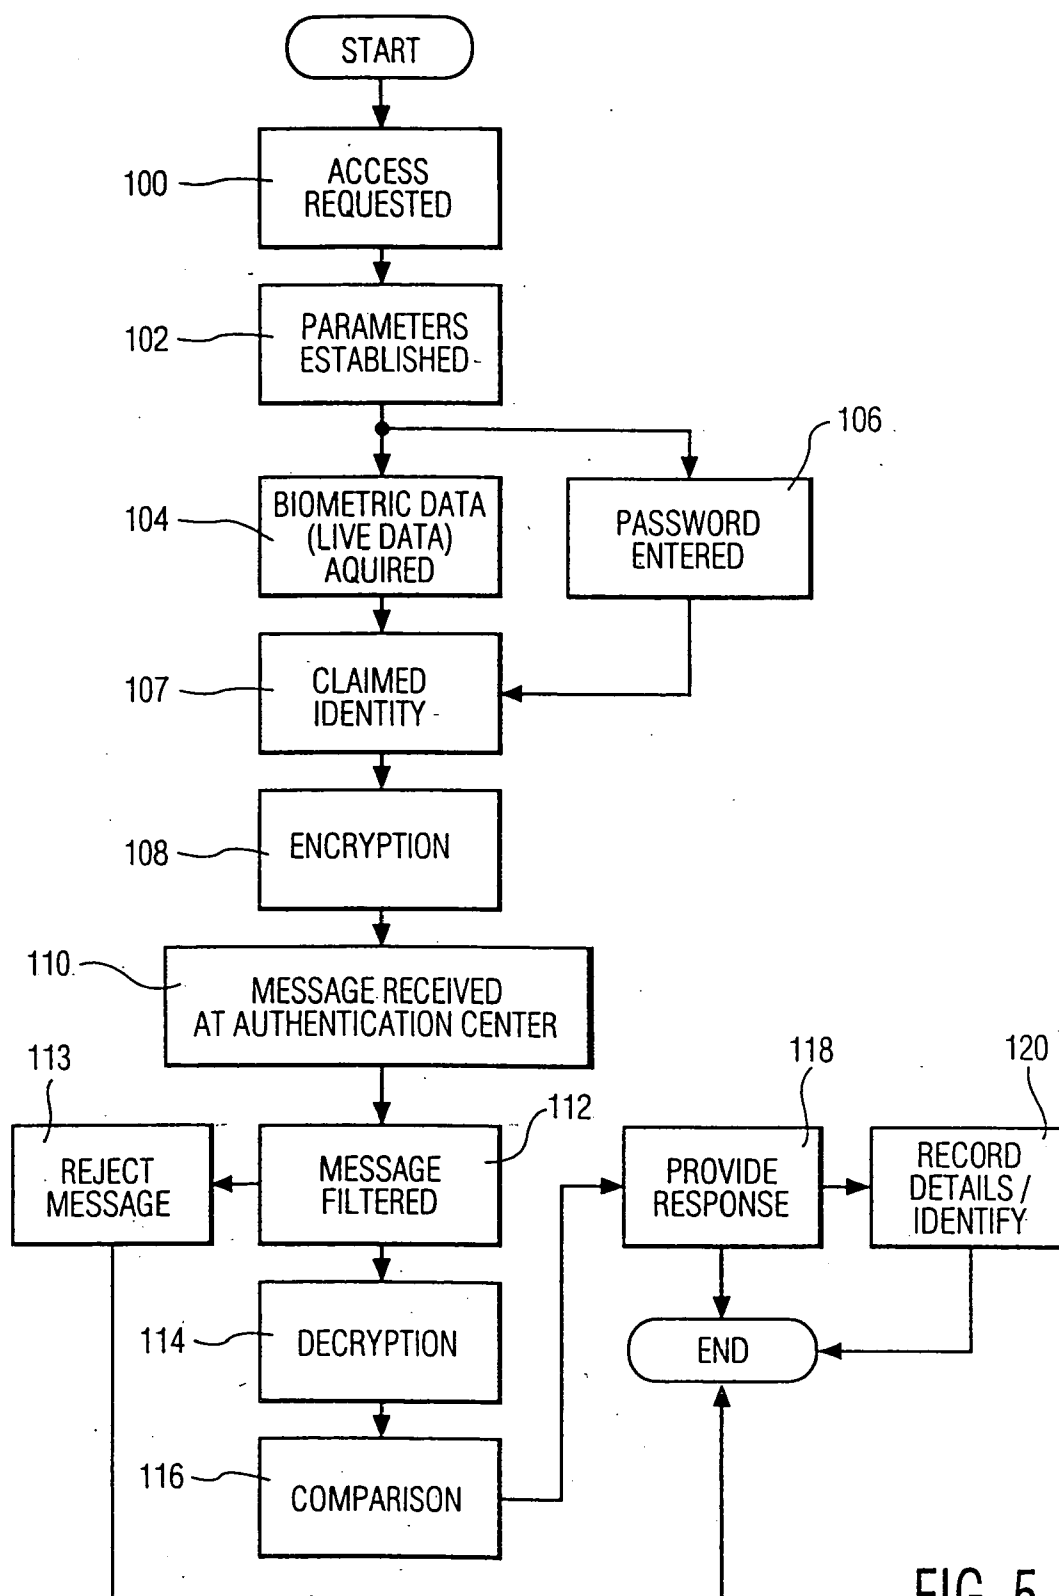 START
100
ACCESS
REQUESTED
102
PARAMETERS
ESTABLISHED
106
104
BIOMETRIC DATA
(LIVE DATA)
AQUIRED
PASSWORD
ENTERED
107
CLAIMED
IDENTITY
108
ENCRYPTION
110
MESSAGE RECEIVED
AT AUTHENTICATION CENTER
113
112
118
120
REJECT
MESSAGE
MESSAGE
FILTERED
PROVIDE
RESPONSE
RECORD
DETAILS /
IDENTIFY
114
DECRYPTION
END
116
COMPARISON
FIG. 5